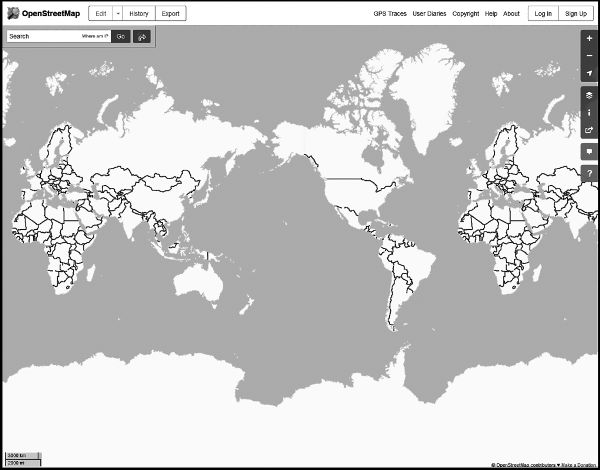 OpenStreetMap Edit History Export GPS Traces User Diaries Copyright Help About Log In Sign Up
Search Where am I? Go
3000 km
2000 mi
© OpenStreetMap contributors ♥ Make a Donation